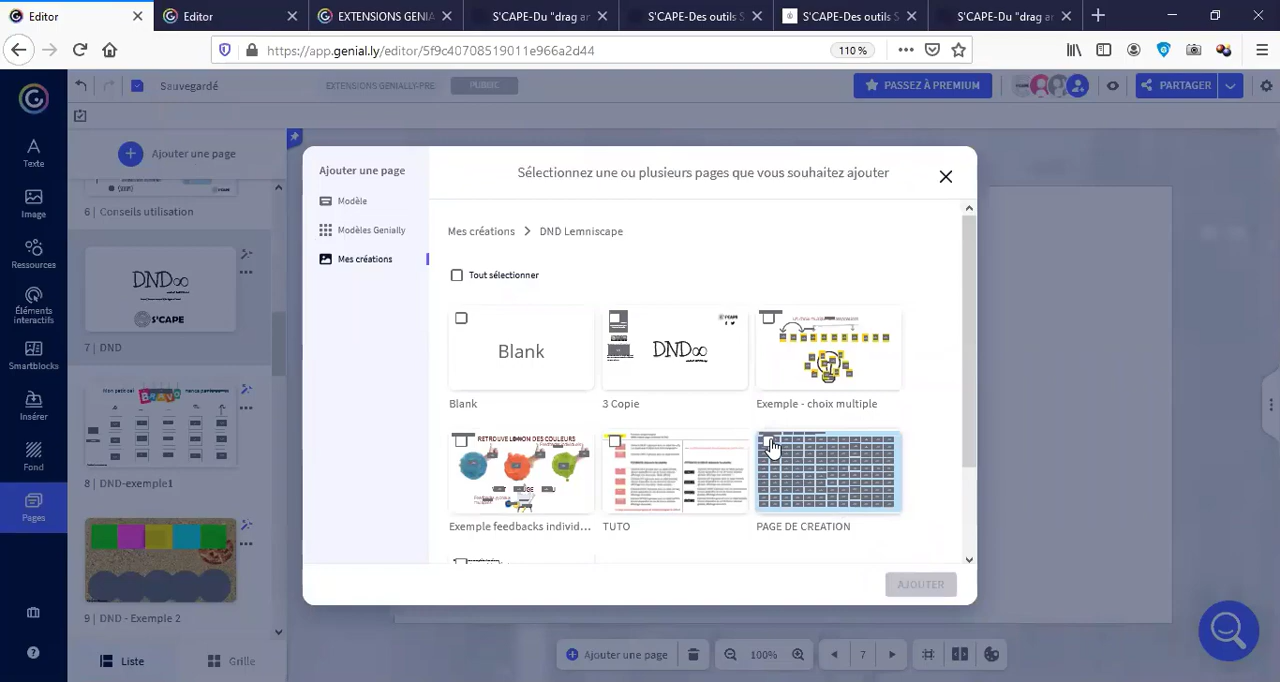 Editor
Editor
EXTENSIONS GENIA
S'CAPE-Du "drag ar
S'CAPE-Des outils S
S'CAPE-Des outils S
S'CAPE-Du "drag ar
https://app.genial.ly/editor/5f9c40708519011e966a2d44
110 %
Sauvegardé
EXTENSIONS GENIALLY-PRE
PUBLIC
PASSEZ À PREMIUM
PARTAGER
Texte
Image
Ressources
Éléments
interactifs
Smartblocks
Insérer
Fond
Pages
Ajouter une page
6 | Conseils utilisation
DND∞
S'CAPE
7 | DND
BRAVO
8 | DND-exemple1
9 | DND - Exemple 2
Liste
Grille
Ajouter une page
Modèle
Modèles Genially
Mes créations
Sélectionnez une ou plusieurs pages que vous souhaitez ajouter
Mes créations > DND Lemniscape
Tout sélectionner
Blank
Blank
S'CAPE
DND∞
3 Copie
Exemple - choix multiple
Exemple feedbacks individ...
TUTO
PAGE DE CREATION
AJOUTER
Ajouter une page
100%
7